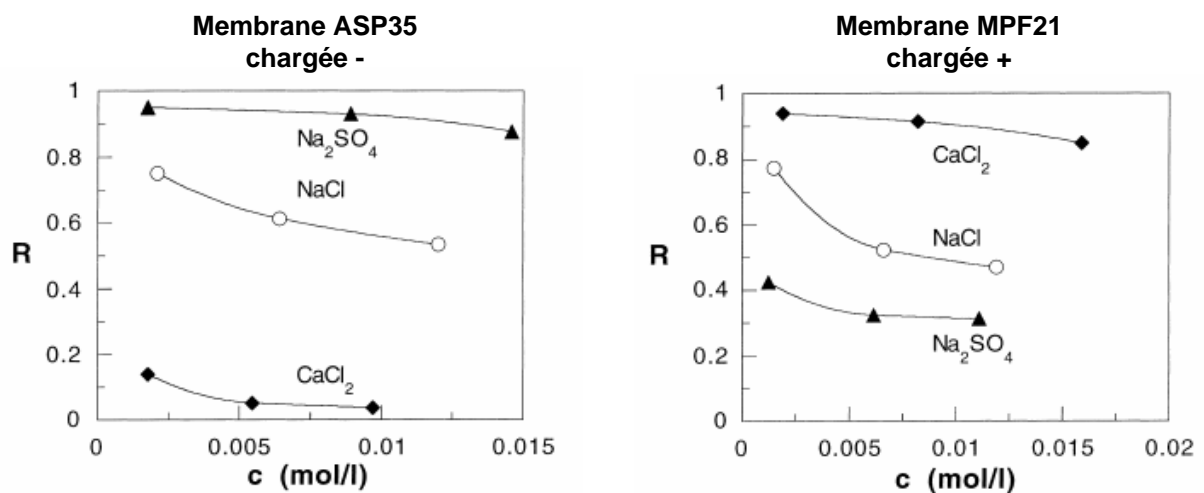 Membrane ASP35
chargée -
1
0.8
0.6
R
0.4
0.2
0
Na₂SO₄
NaCl
CaCl₂
0 0.005 0.01 0.015
c (mol/l)
Membrane MPF21
chargée +
1
0.8
0.6
R
0.4
0.2
0
CaCl₂
NaCl
Na₂SO₄
0 0.005 0.01 0.015 0.02
c (mol/l)